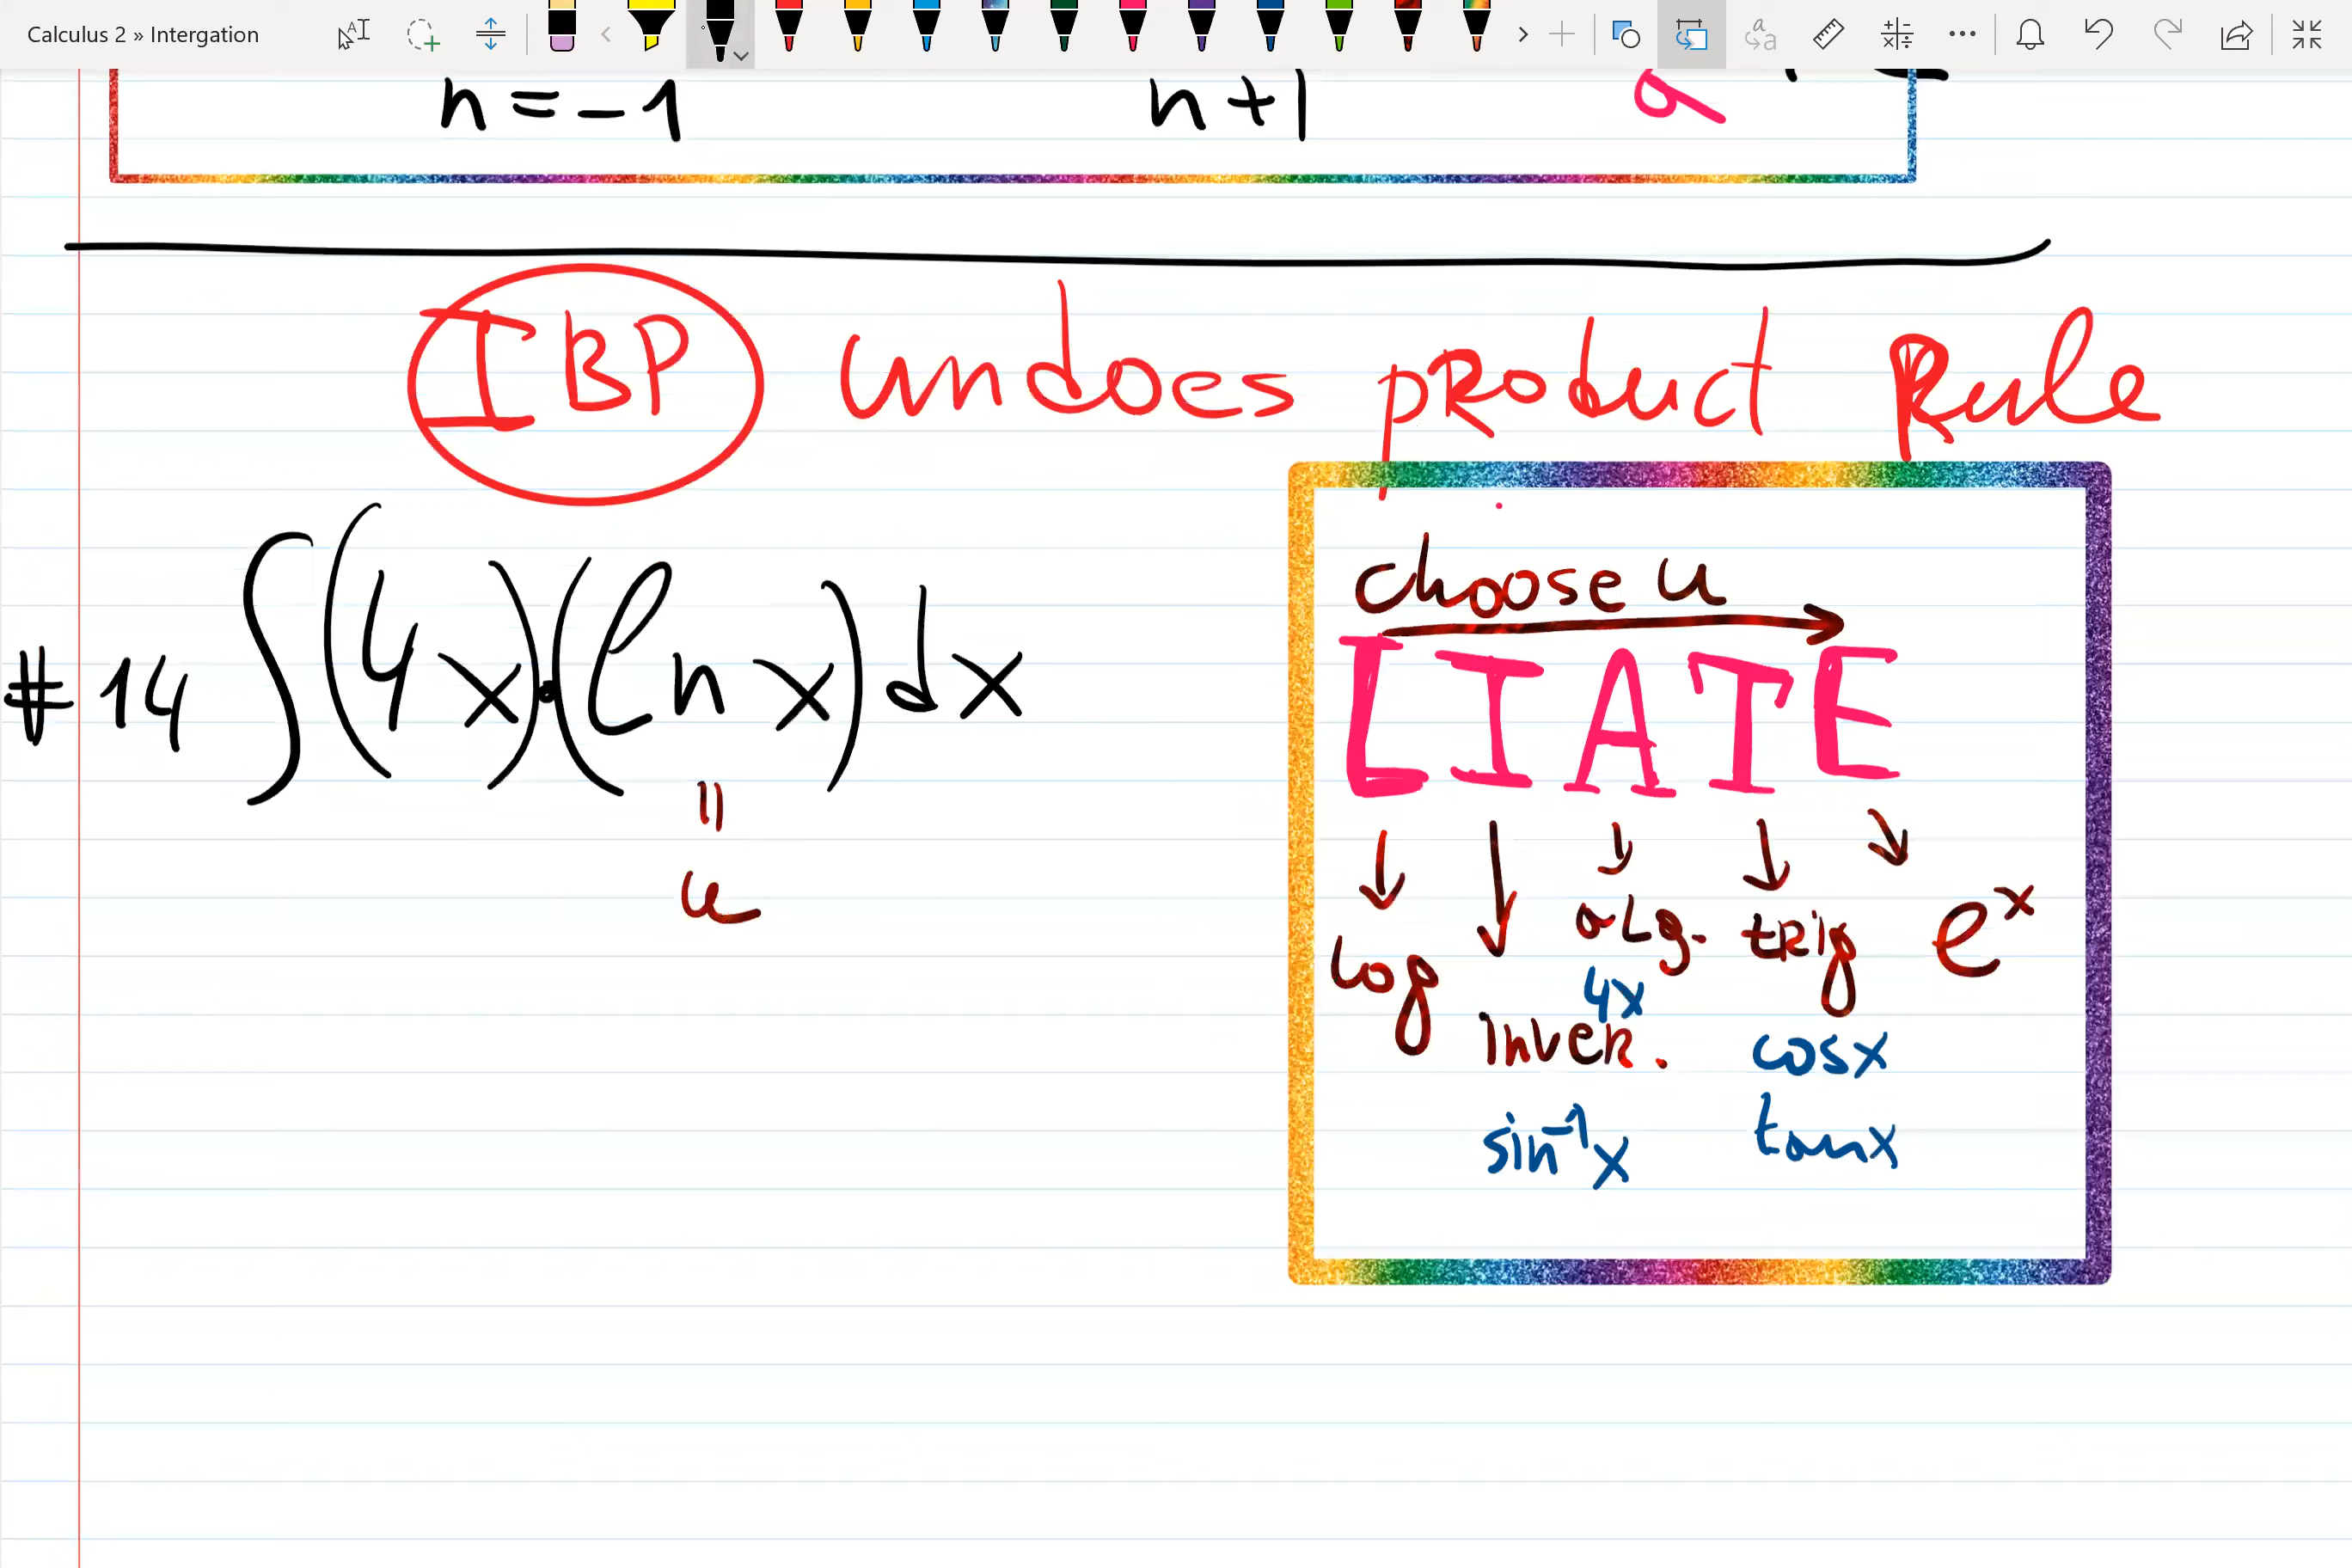 Calculus 2 » Intergation
n = -1 n+1
IBP undoes product Rule
#14 ∫(4x)·(ln x)dx
=
u
choose u
LIATE
log inver. alg. trig e^x
4x
cosx
sin^-1 x tanx